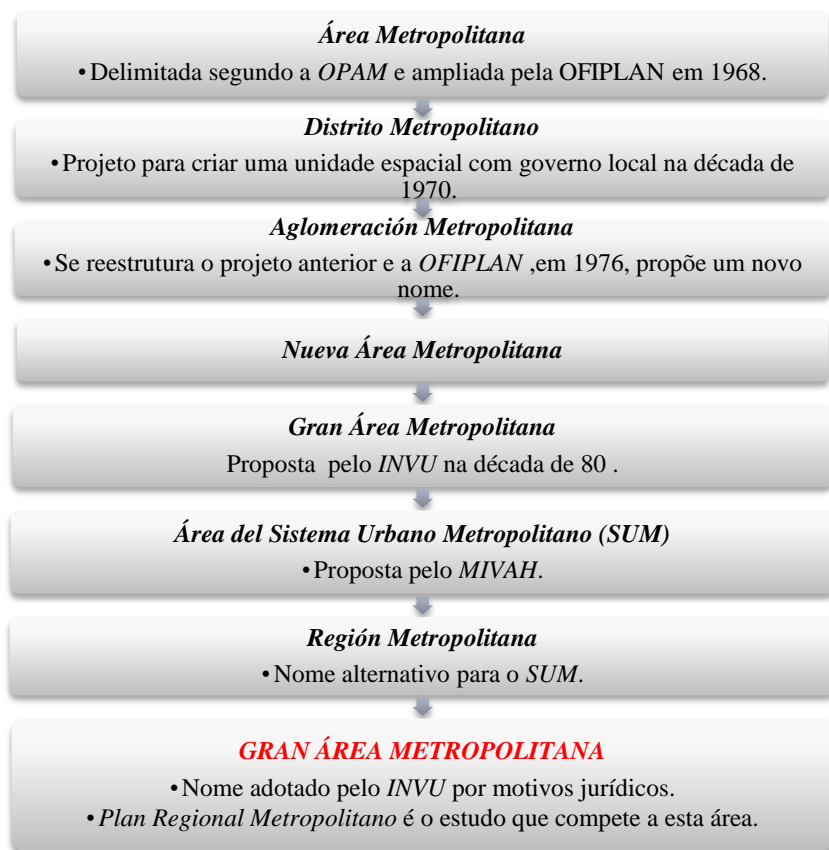 Área Metropolitana
• Delimitada segundo a OPAM e ampliada pela OFIPLAN em 1968.
Distrito Metropolitano
• Projeto para criar uma unidade espacial com governo local na década de
1970.
Aglomeración Metropolitana
• Se reestrutura o projeto anterior e a OFIPLAN ,em 1976, propõe um novo
nome.
Nueva Área Metropolitana
Gran Área Metropolitana
Proposta pelo INVU na década de 80 .
Área del Sistema Urbano Metropolitano (SUM)
• Proposta pelo MIVAH.
Región Metropolitana
• Nome alternativo para o SUM.
GRAN ÁREA METROPOLITANA
• Nome adotado pelo INVU por motivos jurídicos.
• Plan Regional Metropolitano é o estudo que compete a esta área.